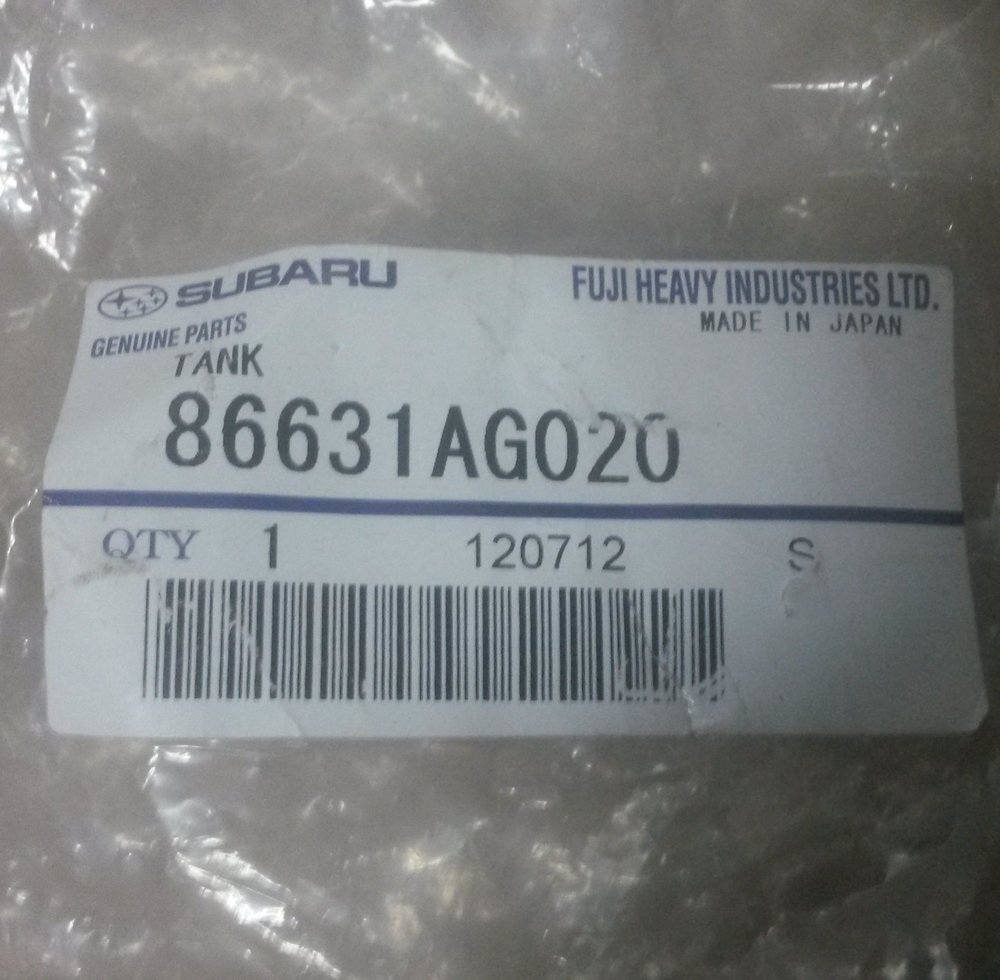 SUBARU
FUJI HEAVY INDUSTRIES LTD.
GENUINE PARTS
MADE IN JAPAN
TANK
86631AG020
QTY 1 120712 S